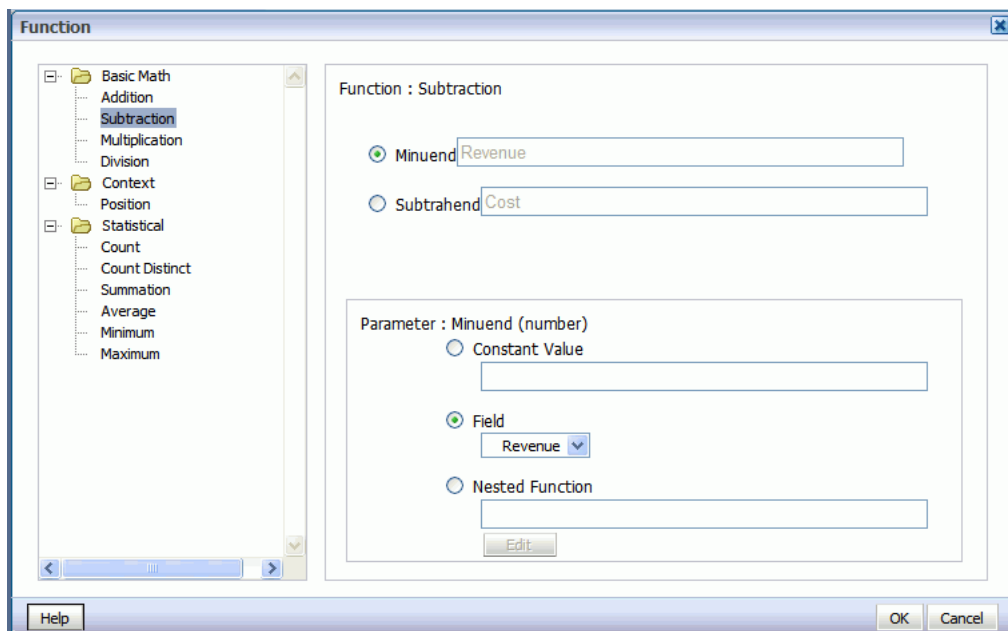 Function
Basic Math
Addition
Subtraction
Multiplication
Division
Context
Position
Statistical
Count
Count Distinct
Summation
Average
Minimum
Maximum
Function : Subtraction
Minuend Revenue
Subtrahend Cost
Parameter : Minuend (number)
Constant Value
Field
Revenue
Nested Function
Edit
Help
OK Cancel